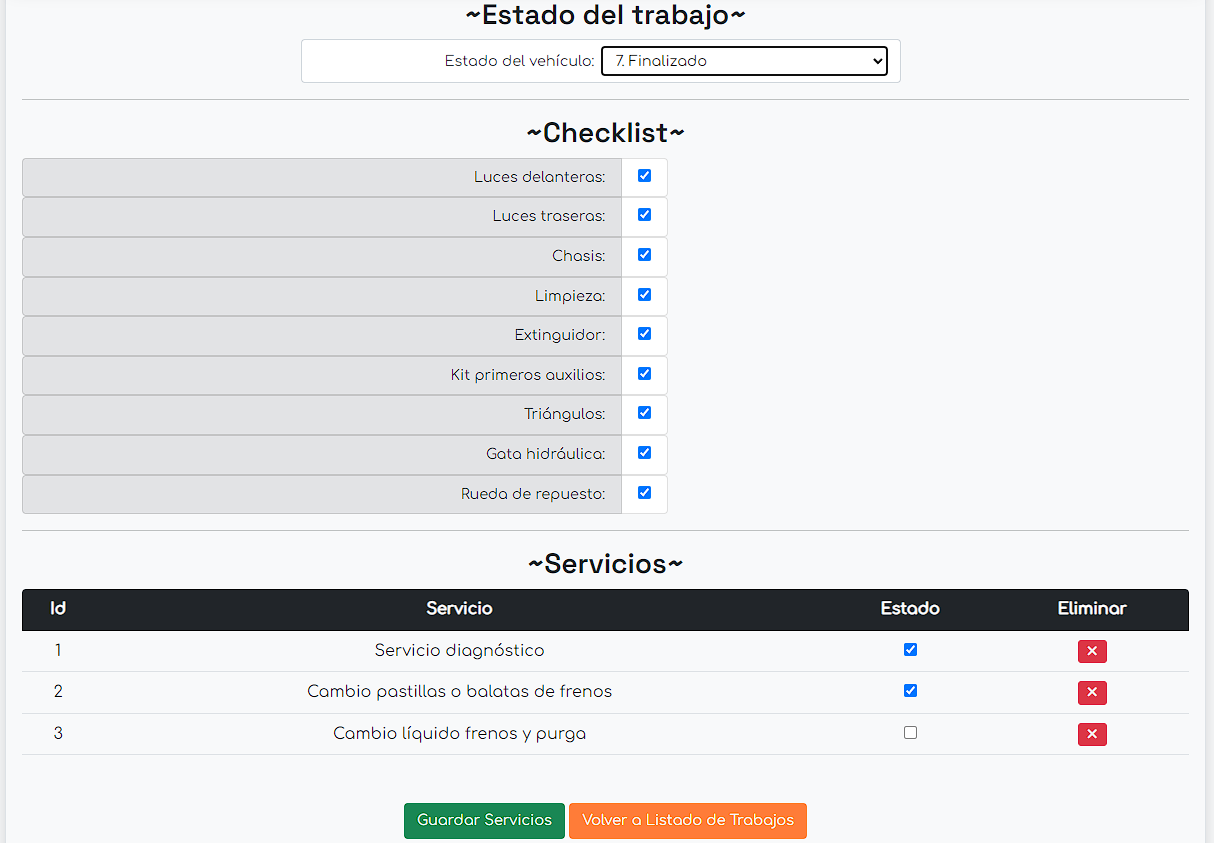 ~Estado del trabajo~
Estado del vehículo: 7. Finalizado
~Checklist~
Luces delanteras:
Luces traseras:
Chasis:
Limpieza:
Extinguidor:
Kit primeros auxilios:
Triángulos:
Gata hidráulica:
Rueda de repuesto:
~Servicios~
Id Servicio Estado Eliminar
1 Servicio diagnóstico
2 Cambio pastillas o balatas de frenos
3 Cambio líquido frenos y purga
Guardar Servicios Volver a Listado de Trabajos